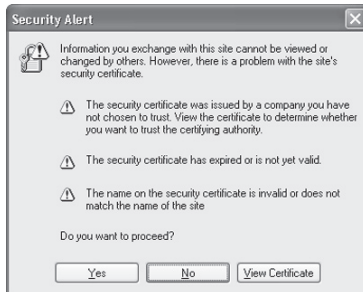 Security Alert
Information you exchange with this site cannot be viewed or
changed by others. However, there is a problem with the site's
security certificate.
The security certificate was issued by a company you have
not chosen to trust. View the certificate to determine whether
you want to trust the certifying authority.
The security certificate has expired or is not yet valid.
The name on the security certificate is invalid or does not
match the name of the site
Do you want to proceed?
Yes No View Certificate